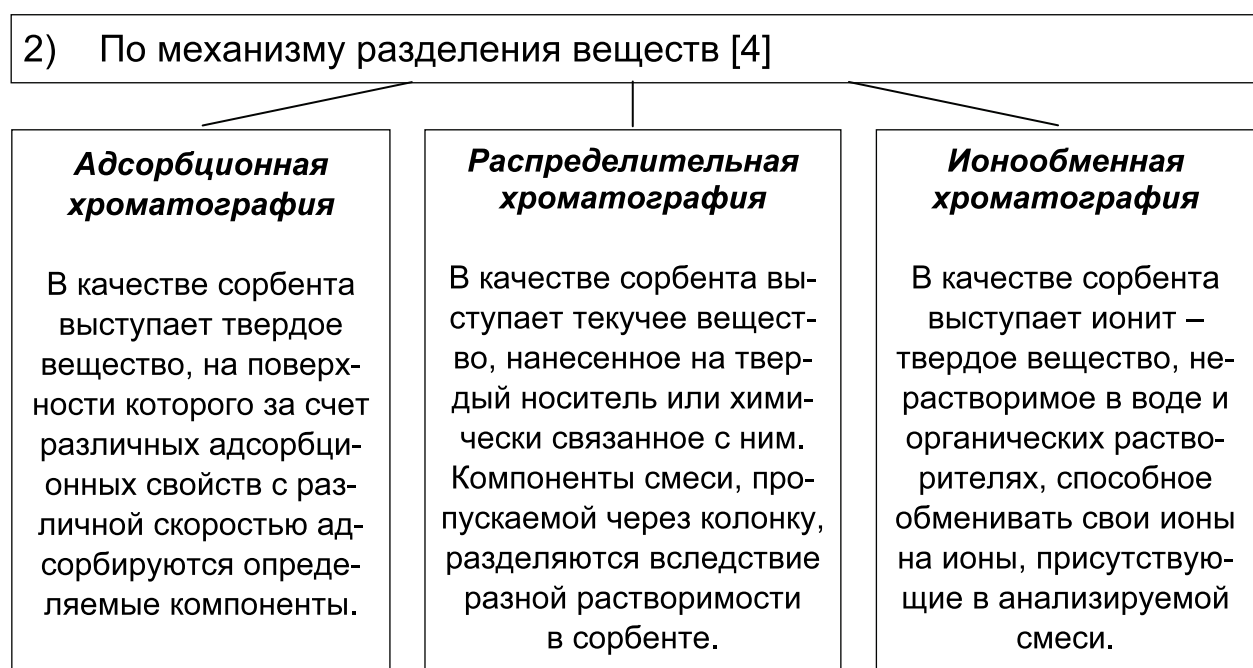 2) По механизму разделения веществ [4]
Адсорбционная
хроматография
В качестве сорбента
выступает твердое
вещество, на поверх-
ности которого за счет
различных адсорбци-
онных свойств с раз-
личной скоростью ад-
сорбируются опреде-
ляемые компоненты.
Распределительная
хроматография
В качестве сорбента вы-
ступает текучее вещест-
во, нанесенное на твер-
дый носитель или хими-
чески связанное с ним.
Компоненты смеси, про-
пускаемой через колонку,
разделяются вследствие
разной растворимости
в сорбенте.
Ионообменная
хроматография
В качестве сорбента
выступает ионит –
твердое вещество, не-
растворимое в воде и
органических раство-
рителях, способное
обменивать свои ионы
на ионы, присутствую-
щие в анализируемой
смеси.